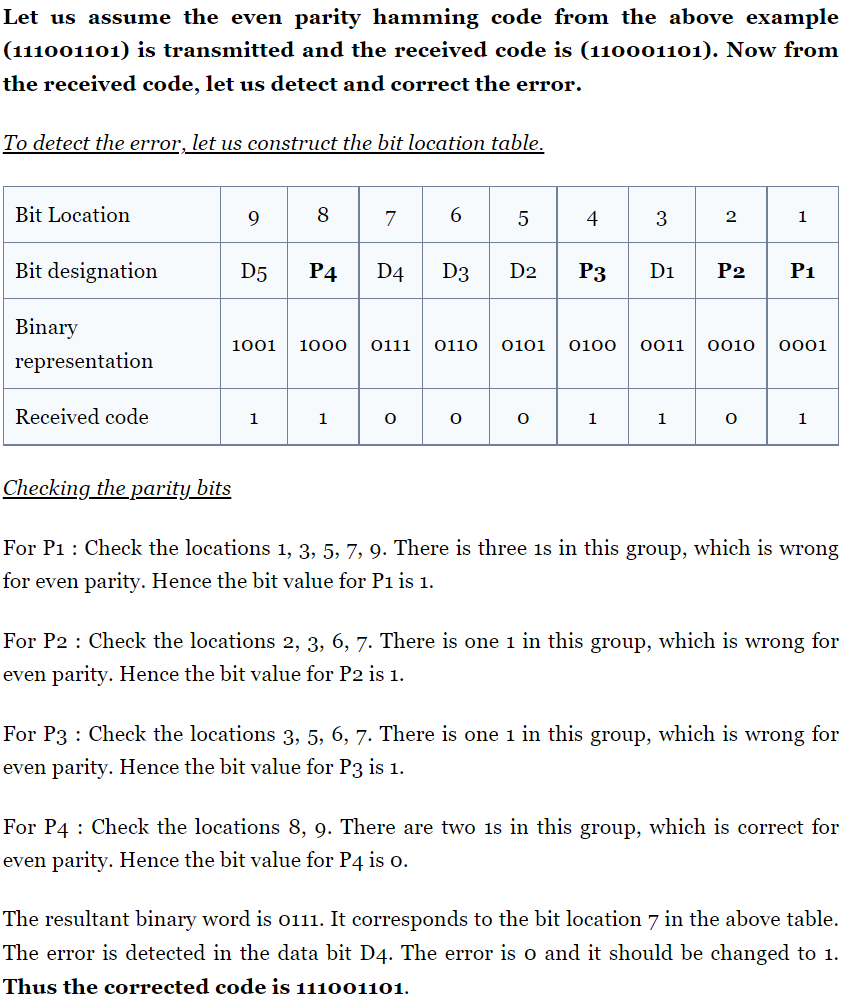 Let us assume the even parity hamming code from the above example
(111001101) is transmitted and the received code is (110001101). Now from
the received code, let us detect and correct the error.
To detect the error, let us construct the bit location table.
Bit Location 9 8 7 6 5 4 3 2 1
Bit designation D5 P4 D4 D3 D2 P3 D1 P2 P1
Binary
representation 1001 1000 0111 0110 0101 0100 0011 0010 0001
Received code 1 1 0 0 0 1 1 0 1
Checking the parity bits
For P1 : Check the locations 1, 3, 5, 7, 9. There is three 1s in this group, which is wrong
for even parity. Hence the bit value for P1 is 1.
For P2 : Check the locations 2, 3, 6, 7. There is one 1 in this group, which is wrong for
even parity. Hence the bit value for P2 is 1.
For P3 : Check the locations 3, 5, 6, 7. There is one 1 in this group, which is wrong for
even parity. Hence the bit value for P3 is 1.
For P4 : Check the locations 8, 9. There are two 1s in this group, which is correct for
even parity. Hence the bit value for P4 is 0.
The resultant binary word is 0111. It corresponds to the bit location 7 in the above table.
The error is detected in the data bit D4. The error is 0 and it should be changed to 1.
Thus the corrected code is 111001101.